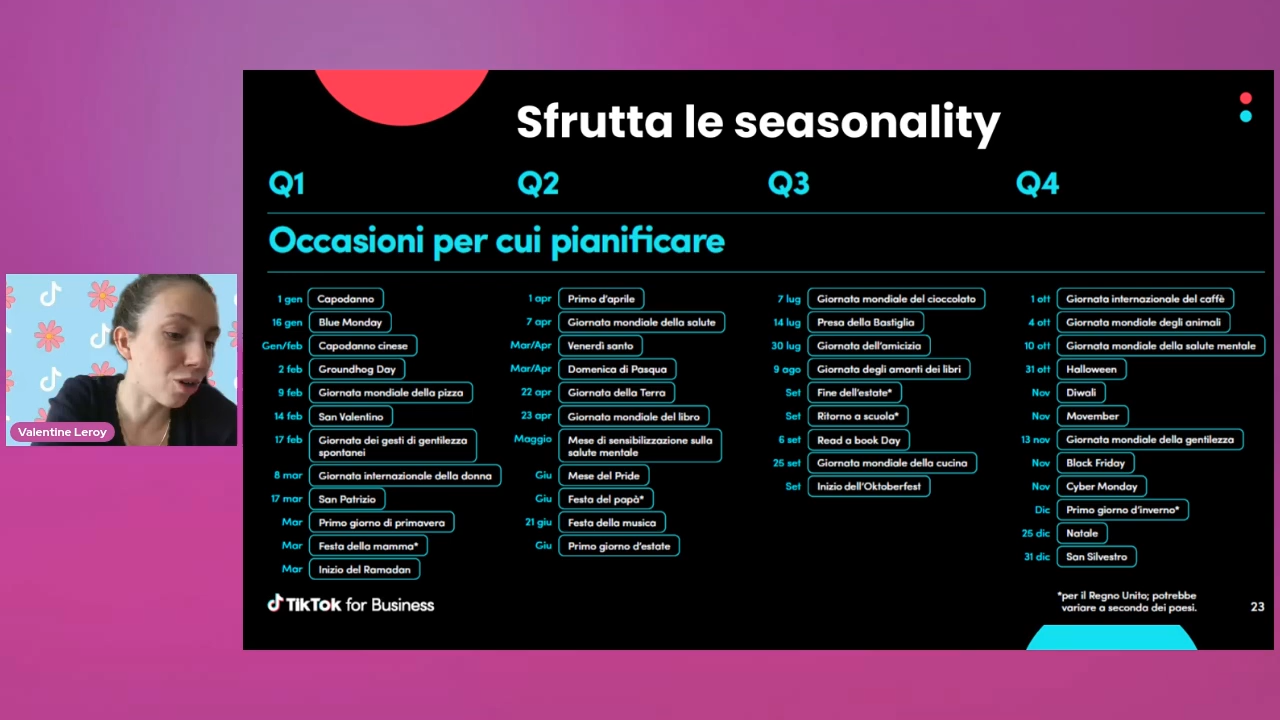 Sfrutta le seasonality
Q1
Q2
Q3
Q4
Occasioni per cui pianificare
1 gen Capodanno
16 gen Blue Monday
Gen/feb Capodanno cinese
2 feb Groundhog Day
9 feb Giornata mondiale della pizza
14 feb San Valentino
17 feb Giornata dei gesti di gentilezza
spontanei
8 mar Giornata internazionale della donna
17 mar San Patrizio
Mar Primo giorno di primavera
Mar Festa della mamma*
Mar Inizio del Ramadan
1 apr Primo d'aprile
7 apr Giornata mondiale della salute
Mar/Apr Venerdì santo
Mar/Apr Domenica di Pasqua
22 apr Giornata della Terra
23 apr Giornata mondiale del libro
Maggio Mese di sensibilizzazione sulla
salute mentale
Giu Mese del Pride
Giu Festa del papà*
21 giu Festa della musica
Giu Primo giorno d'estate
7 lug Giornata mondiale del cioccolato
14 lug Presa della Bastiglia
30 lug Giornata dell'amicizia
9 ago Giornata degli amanti dei libri
Set Fine dell'estate*
Set Ritorno a scuola*
6 set Read a book Day
25 set Giornata mondiale della cucina
Set Inizio dell'Oktoberfest
1 ott Giornata internazionale del caffè
4 ott Giornata mondiale degli animali
10 ott Giornata mondiale della salute mentale
31 ott Halloween
Nov Diwali
Nov Movember
13 nov Giornata mondiale della gentilezza
Nov Black Friday
Nov Cyber Monday
Dic Primo giorno d'inverno*
25 dic Natale
31 dic San Silvestro
Valentine Leroy
TikTok for Business
*per il Regno Unito; potrebbe
variare a seconda dei paesi.
23